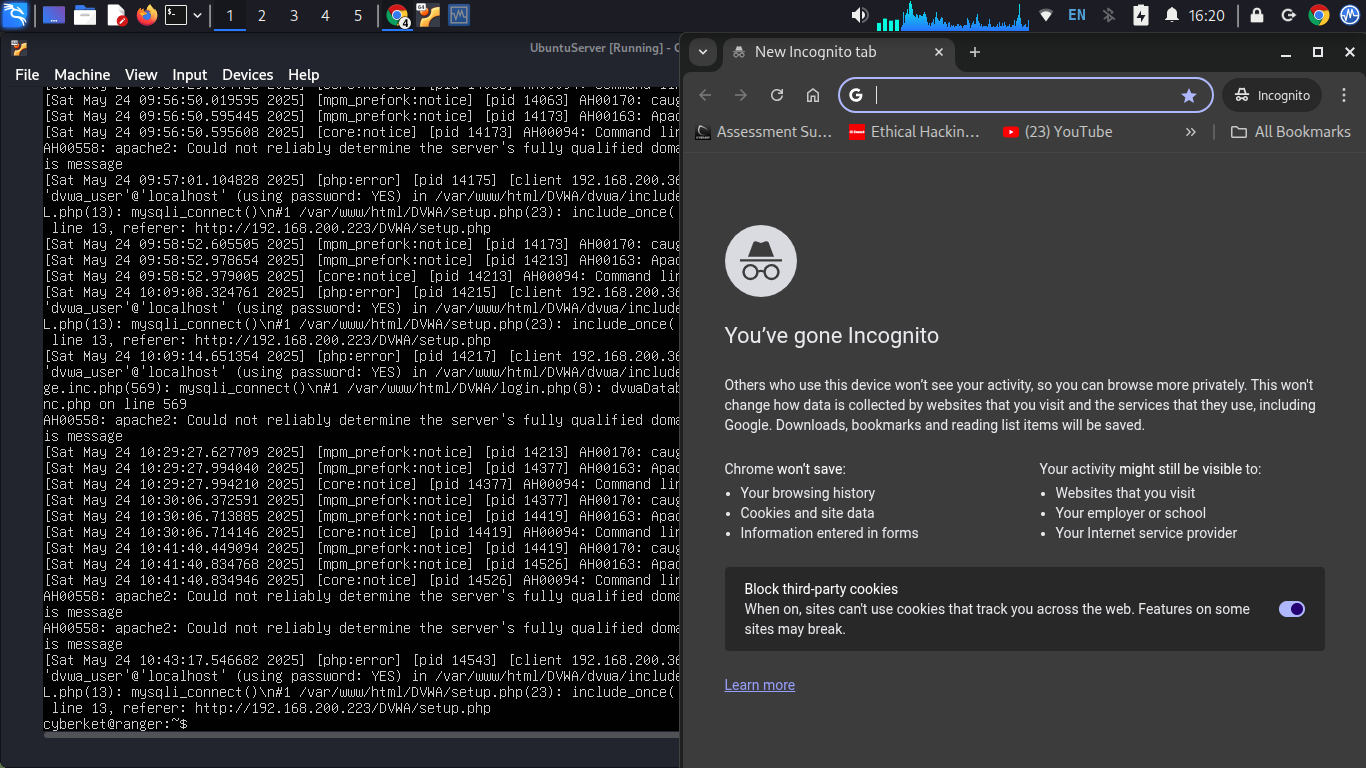 1 2 3 4 5
4
EN
16:20
UbuntuServer [Running] -
File Machine View Input Devices Help
[Sat May 24 09:56:50.019595 2025] [mpm_prefork:notice] [pid 14063] AH00170: caug
[Sat May 24 09:56:50.595445 2025] [mpm_prefork:notice] [pid 14173] AH00163: Apac
[Sat May 24 09:56:50.595608 2025] [core:notice] [pid 14173] AH00094: Command lin
AH00558: apache2: Could not reliably determine the server's fully qualified doma
is message
[Sat May 24 09:57:01.104828 2025] [php:error] [pid 14175] [client 192.168.200.36
'dvwa_user'@'localhost' (using password: YES) in /var/www/html/DVWA/dvwa/include
L.php(13): mysqli_connect()\n#1 /var/www/html/DVWA/setup.php(23): include_once(
line 13, referer: http://192.168.200.223/DVWA/setup.php
[Sat May 24 09:58:52.605505 2025] [mpm_prefork:notice] [pid 14173] AH00170: caug
[Sat May 24 09:58:52.978654 2025] [mpm_prefork:notice] [pid 14213] AH00163: Apac
[Sat May 24 09:58:52.979005 2025] [core:notice] [pid 14213] AH00094: Command lin
[Sat May 24 10:09:08.324761 2025] [php:error] [pid 14215] [client 192.168.200.36
'dvwa_user'@'localhost' (using password: YES) in /var/www/html/DVWA/dvwa/include
L.php(13): mysqli_connect()\n#1 /var/www/html/DVWA/setup.php(23): include_once(
line 13, referer: http://192.168.200.223/DVWA/setup.php
[Sat May 24 10:09:14.651354 2025] [php:error] [pid 14217] [client 192.168.200.36
'dvwa_user'@'localhost' (using password: YES) in /var/www/html/DVWA/dvwa/include
ge.inc.php(569): mysqli_connect()\n#1 /var/www/html/DVWA/login.php(8): dvwaDatab
nc.php on line 569
AH00558: apache2: Could not reliably determine the server's fully qualified doma
is message
[Sat May 24 10:29:27.627709 2025] [mpm_prefork:notice] [pid 14213] AH00170: caug
[Sat May 24 10:29:27.994040 2025] [mpm_prefork:notice] [pid 14377] AH00163: Apac
[Sat May 24 10:29:27.994210 2025] [core:notice] [pid 14377] AH00094: Command lin
[Sat May 24 10:30:06.372591 2025] [mpm_prefork:notice] [pid 14377] AH00170: caug
[Sat May 24 10:30:06.713885 2025] [mpm_prefork:notice] [pid 14419] AH00163: Apac
[Sat May 24 10:30:06.714146 2025] [core:notice] [pid 14419] AH00094: Command lin
[Sat May 24 10:41:40.449094 2025] [mpm_prefork:notice] [pid 14419] AH00170: caug
[Sat May 24 10:41:40.834768 2025] [mpm_prefork:notice] [pid 14526] AH00163: Apac
[Sat May 24 10:41:40.834946 2025] [core:notice] [pid 14526] AH00094: Command lin
AH00558: apache2: Could not reliably determine the server's fully qualified doma
is message
AH00558: apache2: Could not reliably determine the server's fully qualified doma
is message
[Sat May 24 10:43:17.546682 2025] [php:error] [pid 14543] [client 192.168.200.36
'dvwa_user'@'localhost' (using password: YES) in /var/www/html/DVWA/dvwa/include
L.php(13): mysqli_connect()\n#1 /var/www/html/DVWA/setup.php(23): include_once(
line 13, referer: http://192.168.200.223/DVWA/setup.php
cyberket@ranger:~$
New Incognito tab
Incognito
Assessment Su... Ethical Hackin... (23) YouTube » All Bookmarks
You've gone Incognito
Others who use this device won't see your activity, so you can browse more privately. This won't
change how data is collected by websites that you visit and the services that they use, including
Google. Downloads, bookmarks and reading list items will be saved.
Chrome won't save:
• Your browsing history
• Cookies and site data
• Information entered in forms
Your activity might still be visible to:
• Websites that you visit
• Your employer or school
• Your Internet service provider
Block third-party cookies
When on, sites can't use cookies that track you across the web. Features on some
sites may break.
Learn more